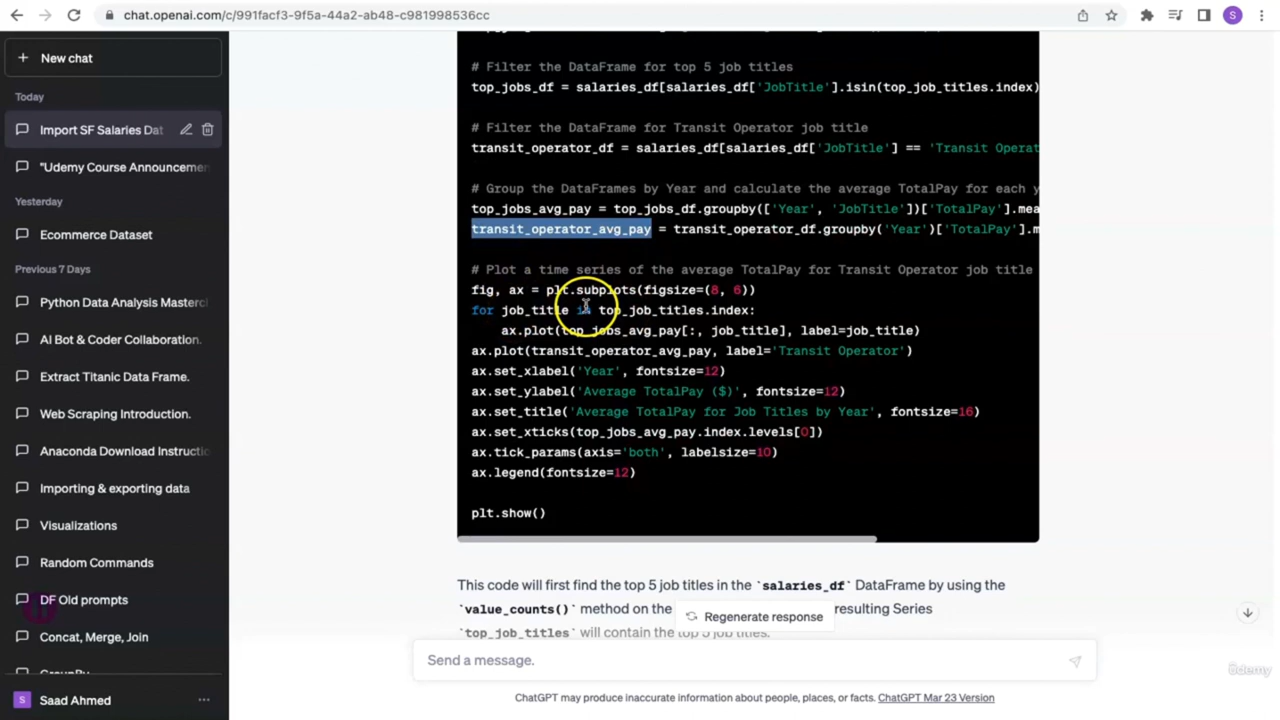 chat.openai.com/c/991facf3-9f5a-44a2-ab48-c981998536cc
S
New chat
Today
Import SF Salaries Dat
"Udemy Course Announcemen
Yesterday
Ecommerce Dataset
Previous 7 Days
Python Data Analysis Mastercl
AI Bot & Coder Collaboration.
Extract Titanic Data Frame.
Web Scraping Introduction.
Anaconda Download Instructic
Importing & exporting data
Visualizations
Random Commands
DF Old prompts
Concat, Merge, Join
GroupBy
S
Saad Ahmed
# Filter the DataFrame for top 5 job titles
top_jobs_df = salaries_df[salaries_df['JobTitle'].isin(top_job_titles.index)
# Filter the DataFrame for Transit Operator job title
transit_operator_df = salaries_df[salaries_df['JobTitle'] == 'Transit Operat
# Group the DataFrames by Year and calculate the average TotalPay for each y
top_jobs_avg_pay = top_jobs_df.groupby(['Year', 'JobTitle'])['TotalPay'].mea
transit_operator_avg_pay = transit_operator_df.groupby('Year')['TotalPay'].m
# Plot a time series of the average TotalPay for Transit Operator job title
fig, ax = plt.subplots(figsize=(8, 6))
for job_title in top_job_titles.index:
ax.plot(top_jobs_avg_pay[:, job_title], label=job_title)
ax.plot(transit_operator_avg_pay, label='Transit Operator')
ax.set_xlabel('Year', fontsize=12)
ax.set_ylabel('Average TotalPay ($)', fontsize=12)
ax.set_title('Average TotalPay for Job Titles by Year', fontsize=16)
ax.set_xticks(top_jobs_avg_pay.index.levels[0])
ax.tick_params(axis='both', labelsize=10)
ax.legend(fontsize=12)
plt.show()
This code will first find the top 5 job titles in the `salaries_df` DataFrame by using the
`value_counts()` method on the resulting Series
`top_job_titles` will contain the top 5 job titles.
Regenerate response
Send a message.
ChatGPT may produce inaccurate information about people, places, or facts. ChatGPT Mar 23 Version
ûdemy